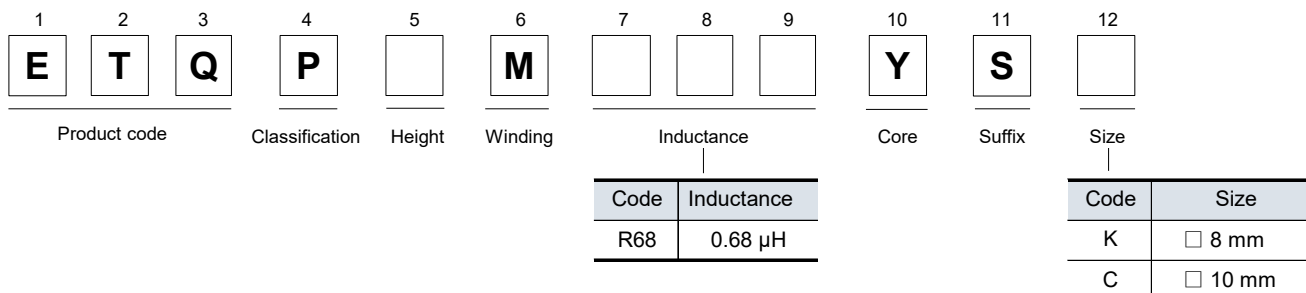 1 2 3 4 5 6 7 8 9 10 11 12
E T Q P M Y S
Product code Classification Height Winding Inductance Core Suffix Size
Code Inductance
R68 0.68 µH
Code Size
K □ 8 mm
C □ 10 mm